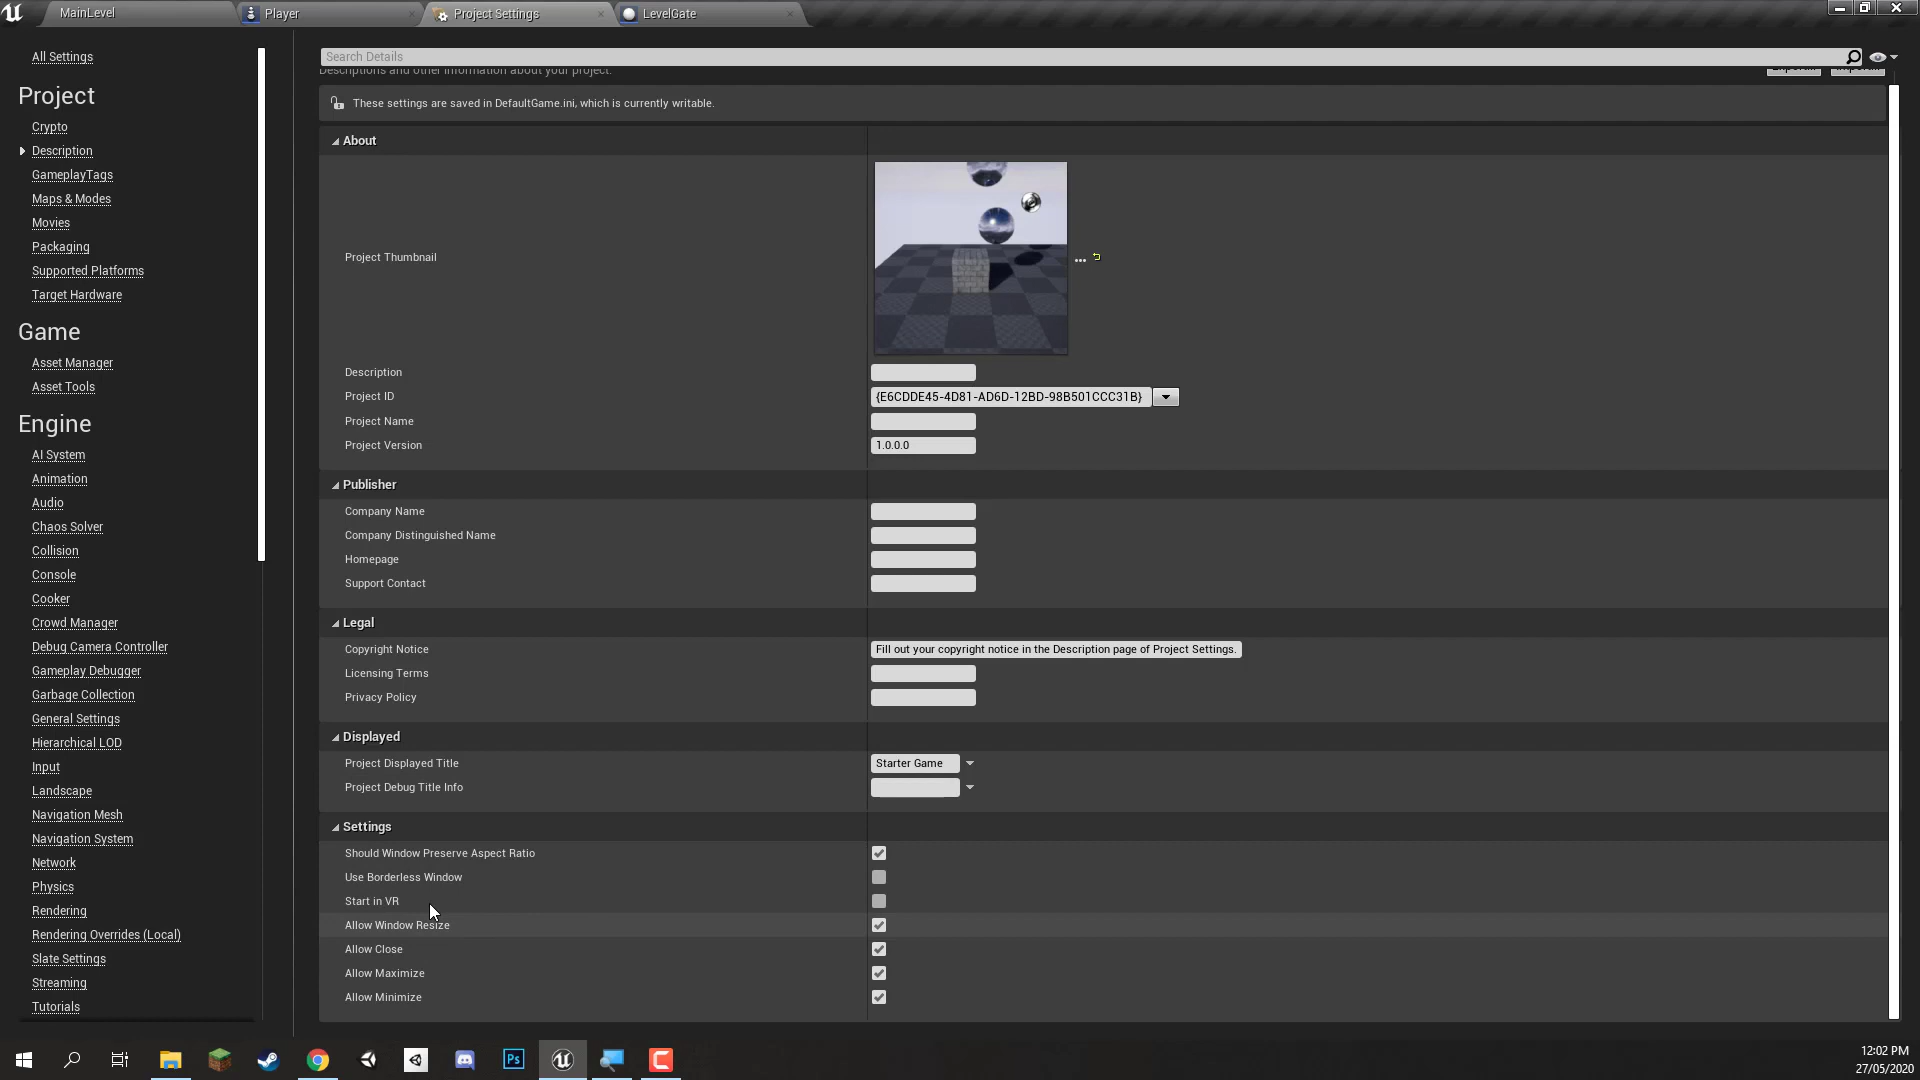 MainLevel
Player
Project Settings
LevelGate
All Settings
Project
Crypto
Description
GameplayTags
Maps & Modes
Movies
Packaging
Supported Platforms
Target Hardware
Game
Asset Manager
Asset Tools
Engine
AI System
Animation
Audio
Chaos Solver
Collision
Console
Cooker
Crowd Manager
Debug Camera Controller
Gameplay Debugger
Garbage Collection
General Settings
Hierarchical LOD
Input
Landscape
Navigation Mesh
Navigation System
Network
Physics
Rendering
Rendering Overrides (Local)
Slate Settings
Streaming
Tutorials
Search Details
Descriptions and other information about your project.
These settings are saved in DefaultGame.ini, which is currently writable.
About
Project Thumbnail
Description
Project ID {E6CDDE45-4D81-AD6D-12BD-98B501CCC31B}
Project Name
Project Version 1.0.0.0
Publisher
Company Name
Company Distinguished Name
Homepage
Support Contact
Legal
Copyright Notice Fill out your copyright notice in the Description page of Project Settings.
Licensing Terms
Privacy Policy
Displayed
Project Displayed Title Starter Game
Project Debug Title Info
Settings
Should Window Preserve Aspect Ratio
Use Borderless Window
Start in VR
Allow Window Resize
Allow Close
Allow Maximize
Allow Minimize
Ps
12:02 PM
27/05/2020